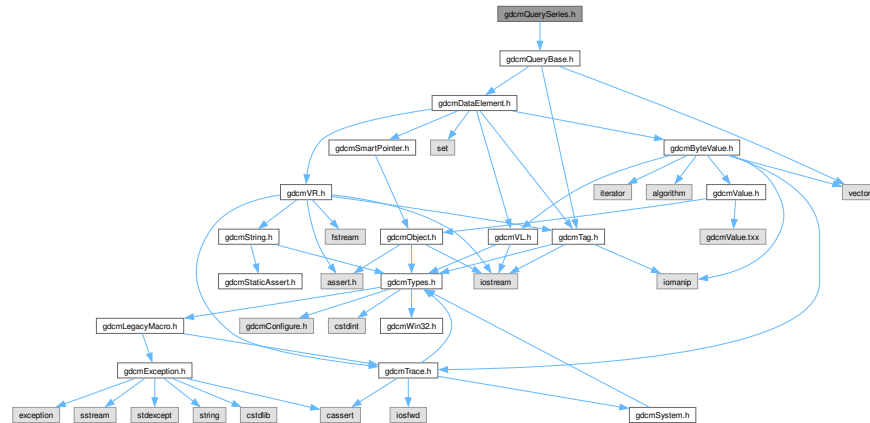 gdcmQuerySeries.h
gdcmQueryBase.h
gdcmDataElement.h
gdcmSmartPointer.h
set
gdcmByteValue.h
gdcmVR.h
iterator
algorithm
gdcmValue.h
vector
gdcmString.h
fstream
gdcmObject.h
gdcmVL.h
gdcmTag.h
gdcmValue.txx
gdcmStaticAssert.h
assert.h
gdcmTypes.h
iostream
iomanip
gdcmLegacyMacro.h
gdcmConfigure.h
cstdint
gdcmWin32.h
gdcmException.h
gdcmTrace.h
exception
sstream
stdexcept
string
cstdlib
cassert
iosfwd
gdcmSystem.h